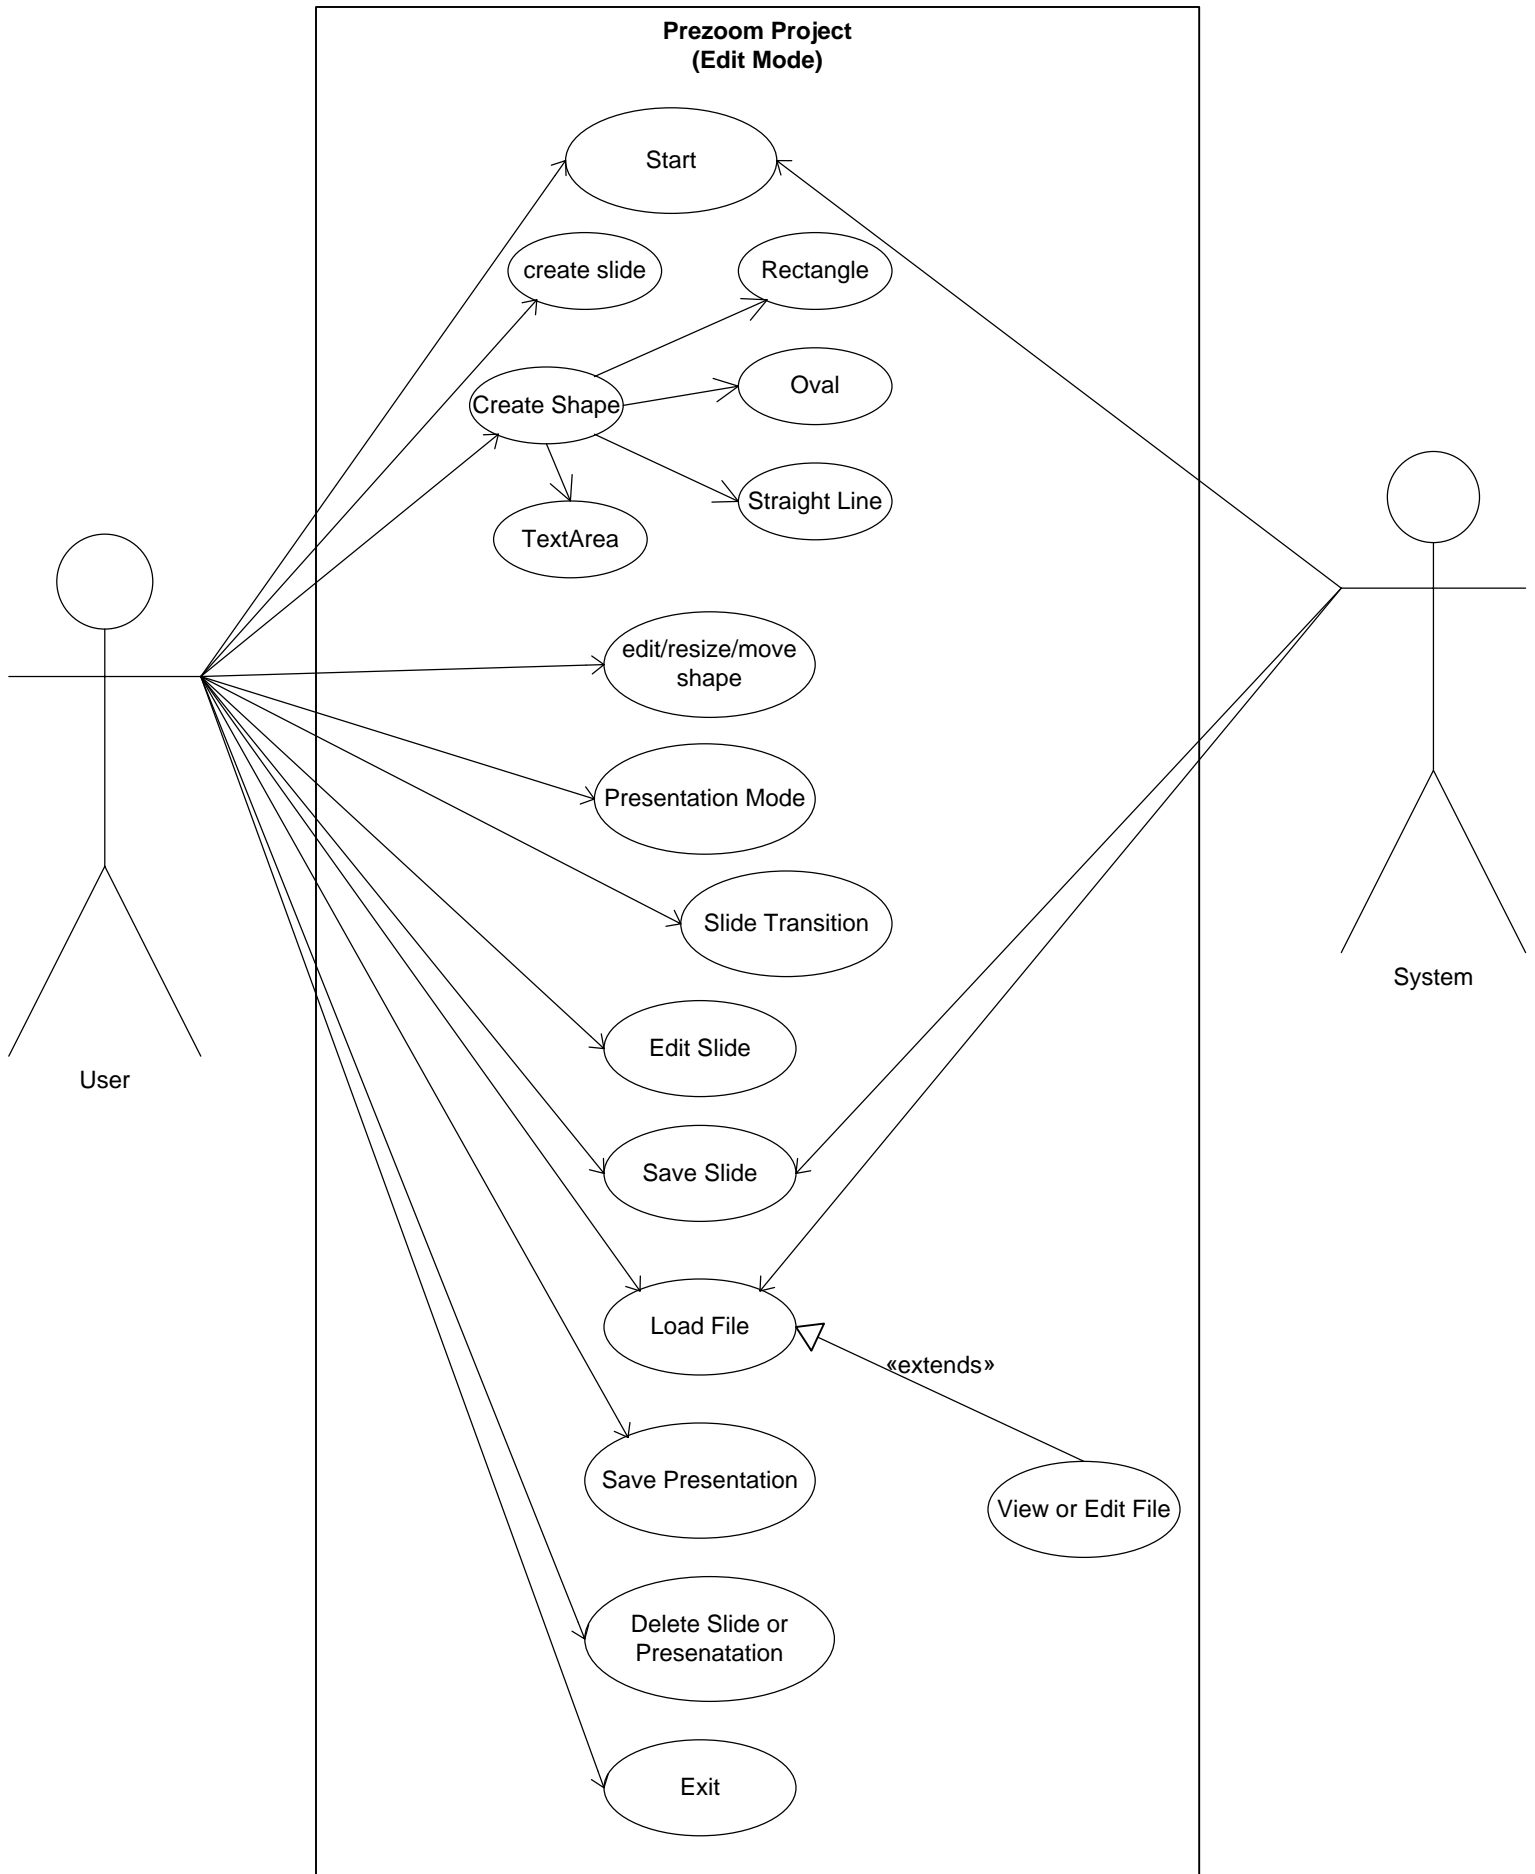 Prezoom Project
(Edit Mode)
Start
create slide
Rectangle
Oval
Create Shape
Straight Line
TextArea
edit/resize/move
shape
Presentation Mode
Slide Transition
System
Edit Slide
User
Save Slide
Load File
«extends»
Save Presentation
View or Edit File
Delete Slide or
Presenatation
Exit